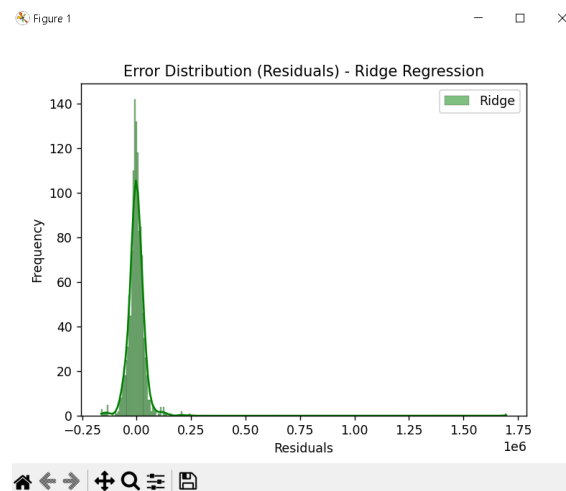 Figure 1
Error Distribution (Residuals) - Ridge Regression
Ridge
140
120
100
80
60
40
20
0
Frequency
−0.25 0.00 0.25 0.50 0.75 1.00 1.25 1.50 1.75
1e6
Residuals